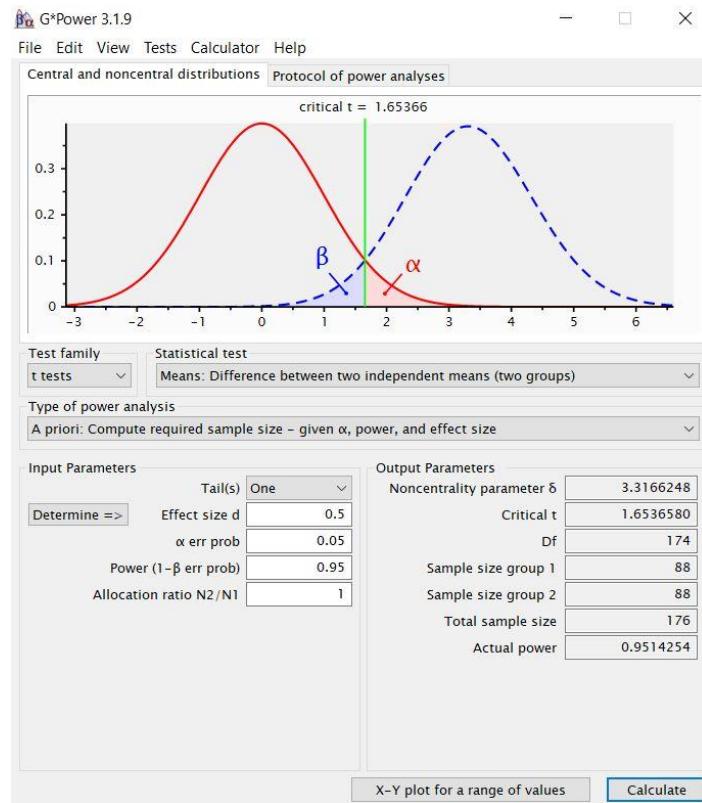 G*Power 3.1.9
File Edit View Tests Calculator Help
Central and noncentral distributions Protocol of power analyses
critical t = 1.65366
0.3
0.2
0.1
0
β α
-3 -2 -1 0 1 2 3 4 5 6
Test family Statistical test
t tests Means: Difference between two independent means (two groups)
Type of power analysis
A priori: Compute required sample size – given α, power, and effect size
Input Parameters
Tail(s) One
Determine => Effect size d 0.5
α err prob 0.05
Power (1-β err prob) 0.95
Allocation ratio N2/N1 1
Output Parameters
Noncentrality parameter δ 3.3166248
Critical t 1.6536580
Df 174
Sample size group 1 88
Sample size group 2 88
Total sample size 176
Actual power 0.9514254
X-Y plot for a range of values Calculate